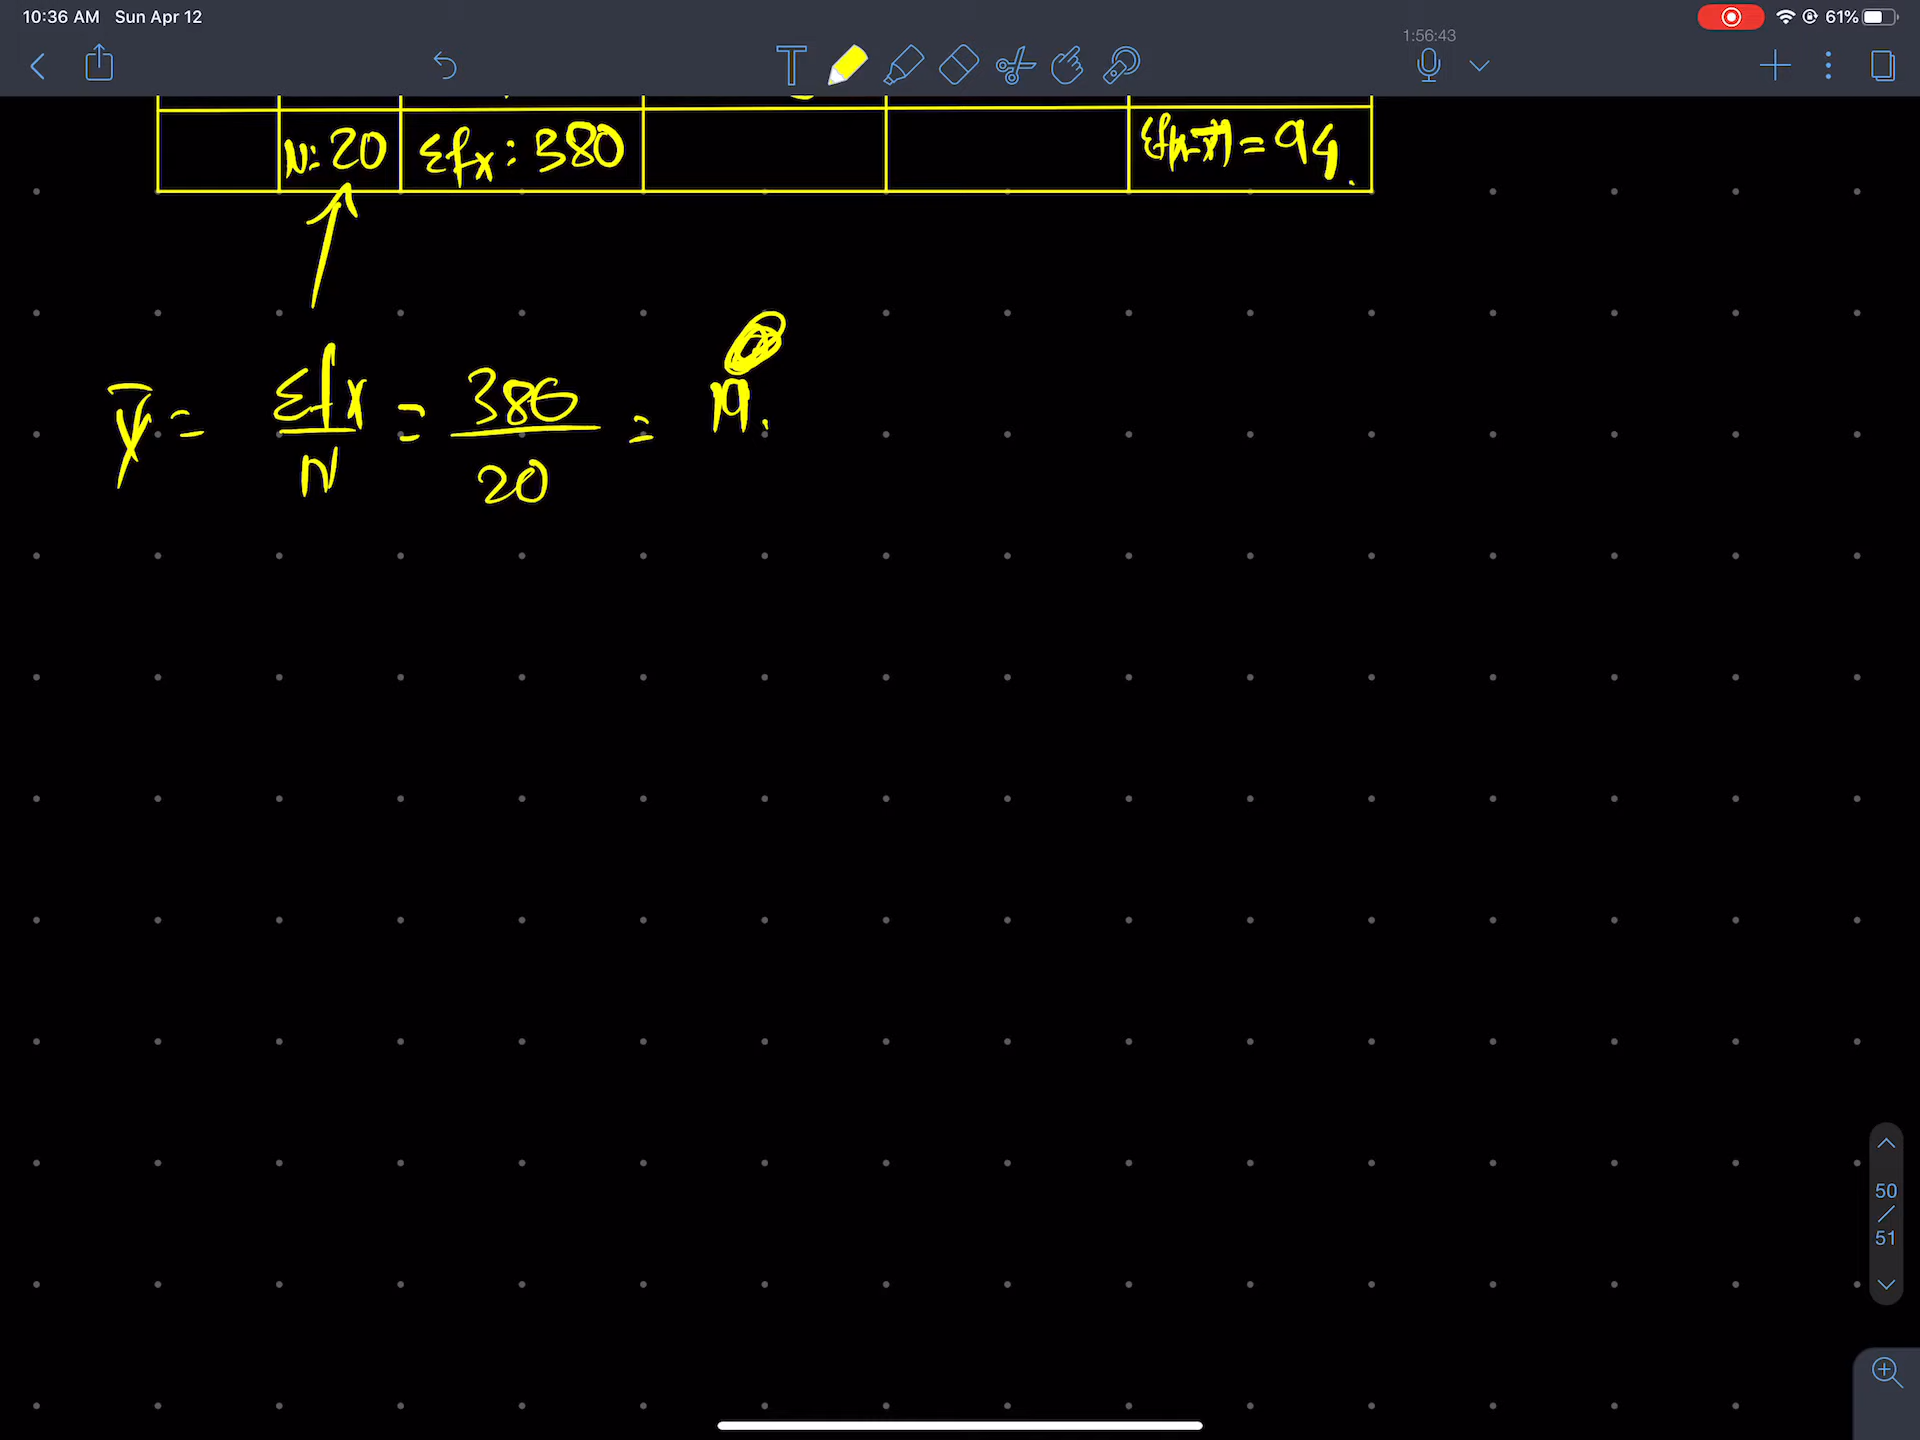 10:36 AM Sun Apr 12
61%
1:56:43
N: 20 Σfx: 380 Σf|x-x̄| = 94.
x̄ = Σfx/N = 380/20 = 19.
50
/
51